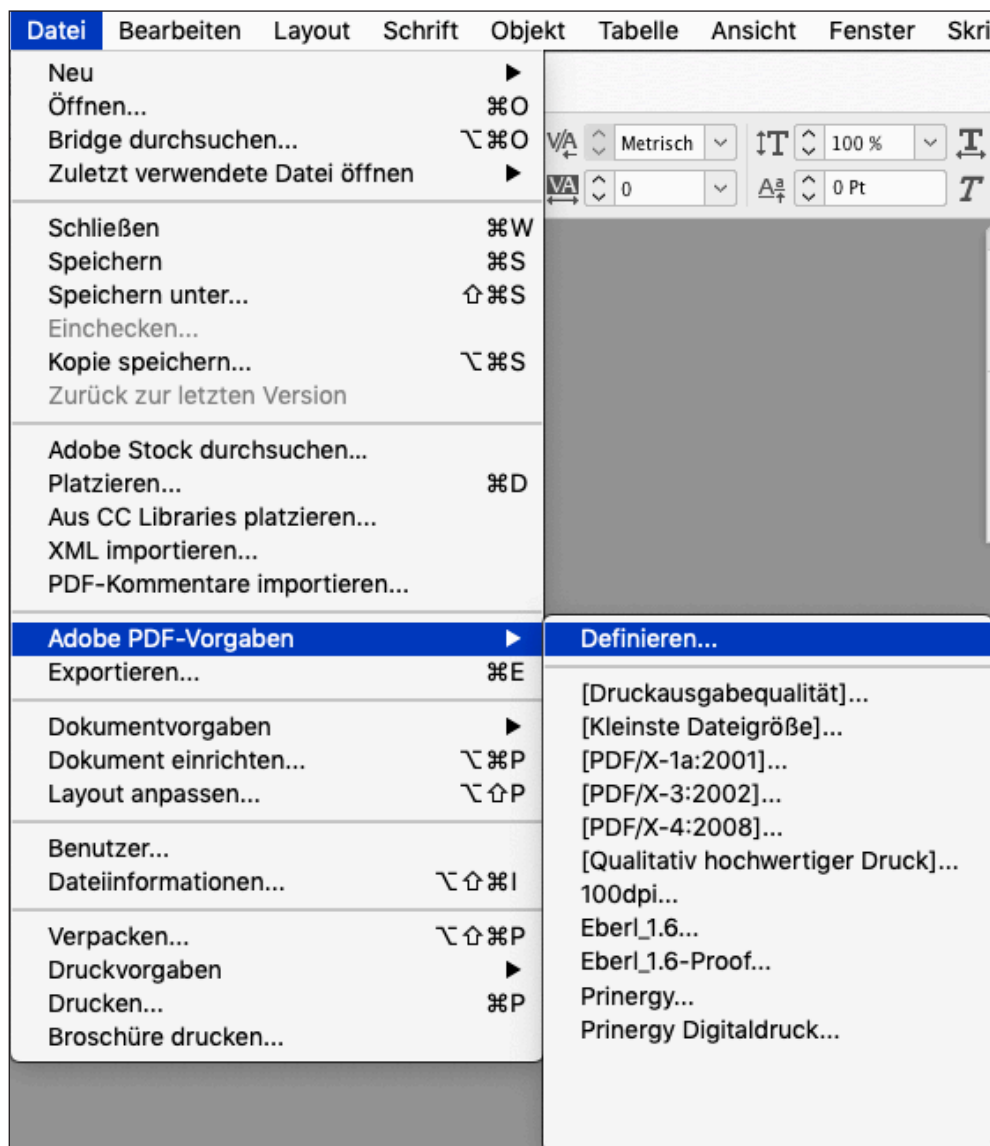 Datei Bearbeiten Layout Schrift Objekt Tabelle Ansicht Fenster Skri
Neu ▶
Öffnen... ⌘O
Bridge durchsuchen... ⌥⌘O
Zuletzt verwendete Datei öffnen ▶
Metrisch 100 %
0 0 Pt
Schließen ⌘W
Speichern ⌘S
Speichern unter... ⇧⌘S
Einchecken...
Kopie speichern... ⌥⌘S
Zurück zur letzten Version
Adobe Stock durchsuchen...
Platzieren... ⌘D
Aus CC Libraries platzieren...
XML importieren...
PDF-Kommentare importieren...
Adobe PDF-Vorgaben ▶
Exportieren... ⌘E
Dokumentvorgaben ▶
Dokument einrichten... ⌥⌘P
Layout anpassen... ⌥⇧P
Benutzer...
Dateiinformationen... ⌥⇧⌘I
Verpacken... ⌥⇧⌘P
Druckvorgaben ▶
Drucken... ⌘P
Broschüre drucken...
Definieren...
[Druckausgabequalität]...
[Kleinste Dateigröße]...
[PDF/X-1a:2001]...
[PDF/X-3:2002]...
[PDF/X-4:2008]...
[Qualitativ hochwertiger Druck]...
100dpi...
Eberl_1.6...
Eberl_1.6-Proof...
Prinergy...
Prinergy Digitaldruck...